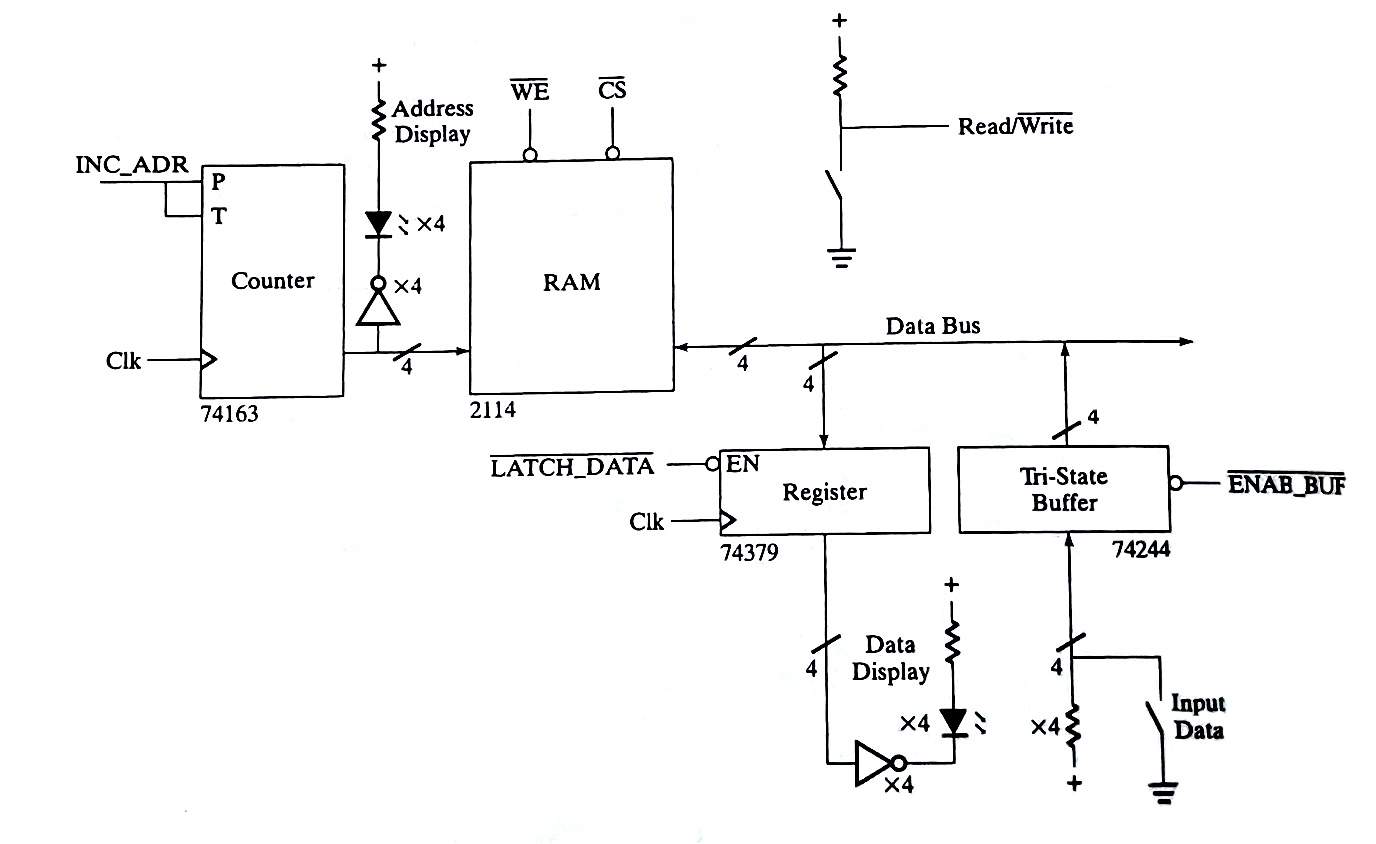 +
+
WE
CS
Address
Display
Read/Write
INC_ADR
P
T
×4
Counter
×4
RAM
Data Bus
Clk
4
4
4
4
74163
2114
LATCH_DATA
EN
Register
Tri-State
Buffer
ENAB_BUF
Clk
74379
74244
+
4
Data
Display
4
×4
×4
Input
Data
×4
+